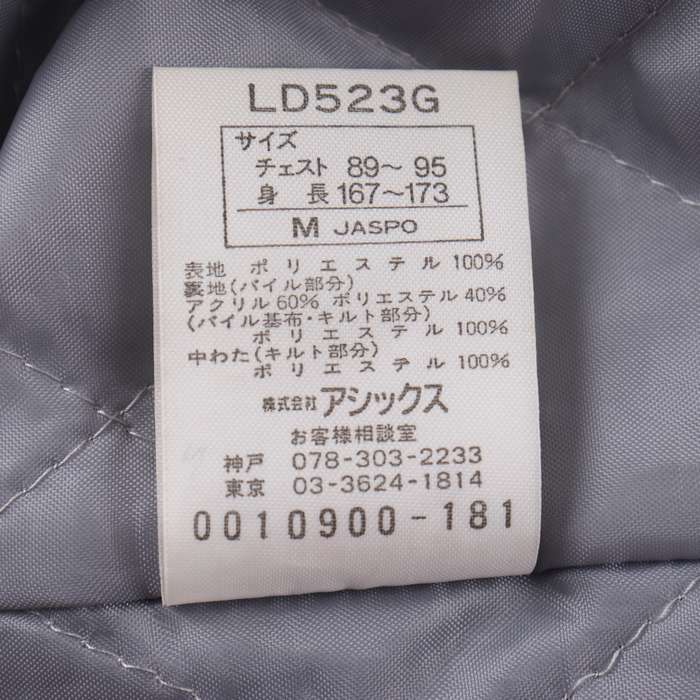 LD523G
サイズ
チェスト 89〜 95
身 長 167〜173
M JASPO
表地 ポリエステル 100%
裏地(パイル部分)
アクリル 60% ポリエステル 40%
(パイル基布・キルト部分)
ポリエステル 100%
中わた(キルト部分)
ポリエステル 100%
株式会社 アシックス
お客様相談室
神戸 078-303-2233
東京 03-3624-1814
0010900-181